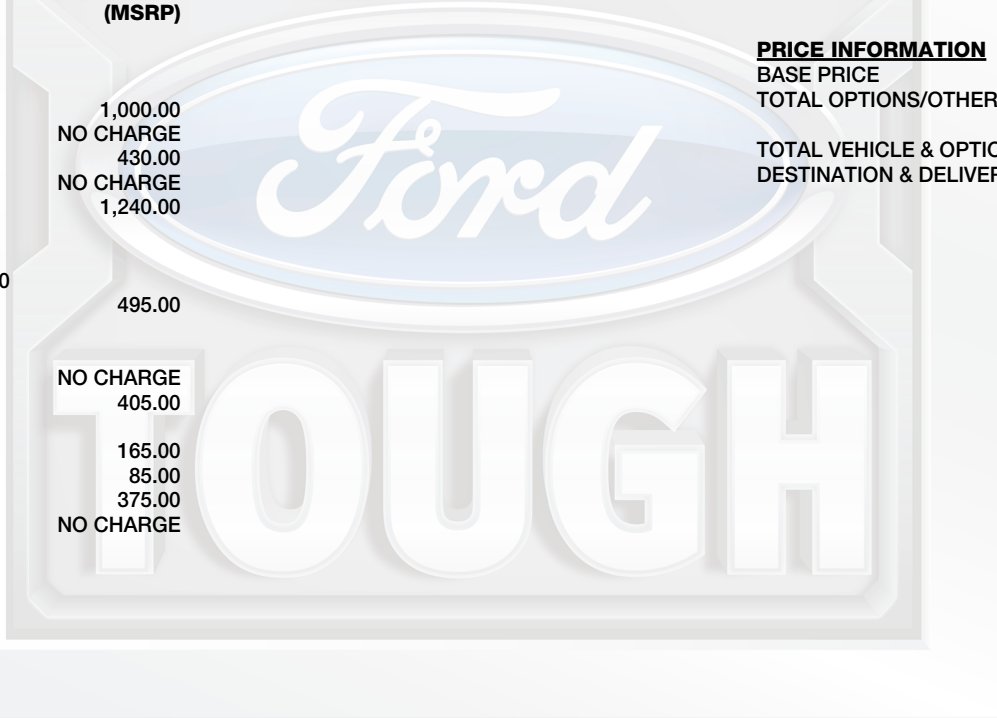 (MSRP)
1,000.00
NO CHARGE
430.00
NO CHARGE
1,240.00
0
495.00
NO CHARGE
405.00
165.00
85.00
375.00
NO CHARGE
PRICE INFORMATION
BASE PRICE
TOTAL OPTIONS/OTHER
TOTAL VEHICLE & OPTIO
DESTINATION & DELIVER
Ford
TOUGH